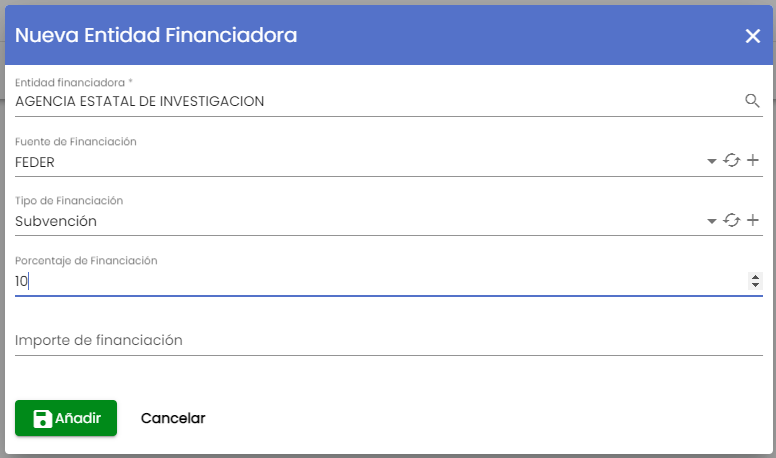 Nueva Entidad Financiadora
Entidad financiadora *
AGENCIA ESTATAL DE INVESTIGACION
Fuente de Financiación
FEDER
Tipo de Financiación
Subvención
Porcentaje de Financiación
10
Importe de financiación
Añadir Cancelar